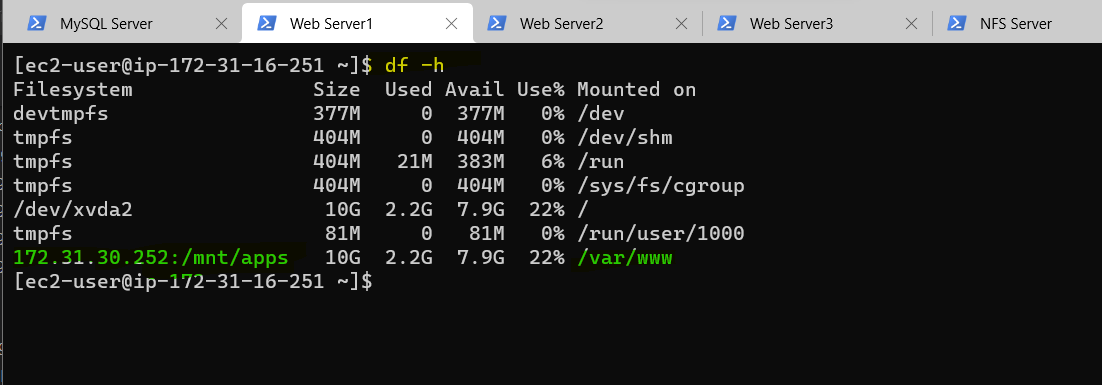 MySQL Server Web Server1 Web Server2 Web Server3 NFS Server
[ec2-user@ip-172-31-16-251 ~]$ df -h
Filesystem Size Used Avail Use% Mounted on
devtmpfs 377M 0 377M 0% /dev
tmpfs 404M 0 404M 0% /dev/shm
tmpfs 404M 21M 383M 6% /run
tmpfs 404M 0 404M 0% /sys/fs/cgroup
/dev/xvda2 10G 2.2G 7.9G 22% /
tmpfs 81M 0 81M 0% /run/user/1000
172.31.30.252:/mnt/apps 10G 2.2G 7.9G 22% /var/www
[ec2-user@ip-172-31-16-251 ~]$